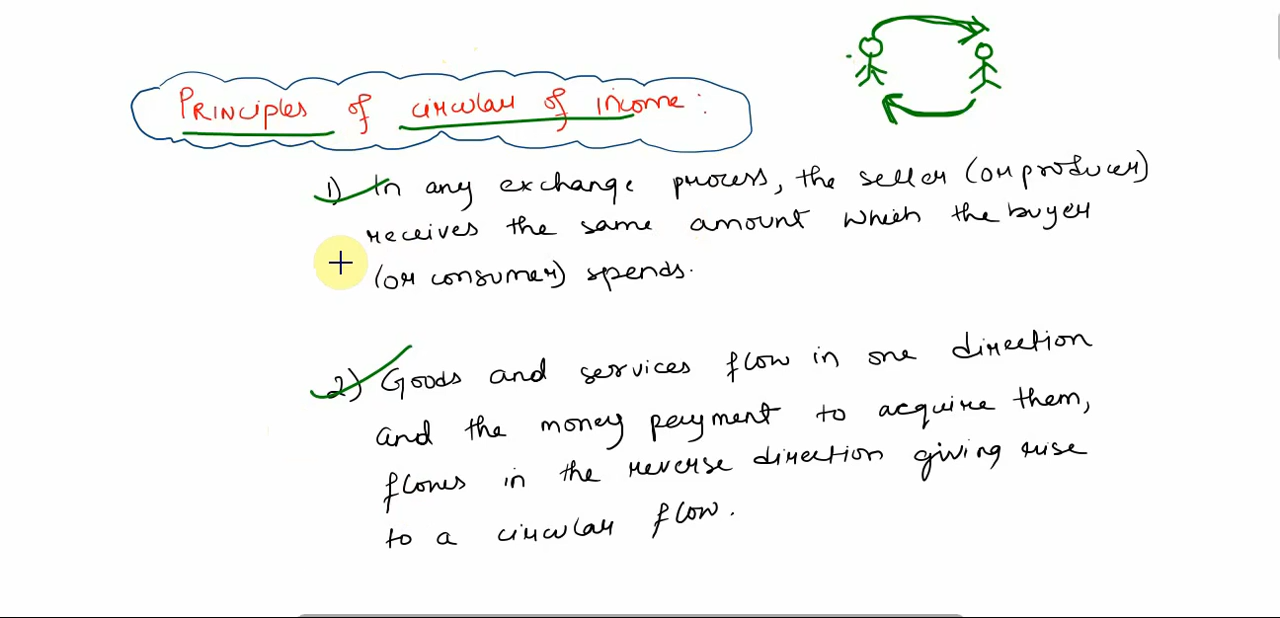 PRINCIPLES of circular of income:
1) In any exchange process, the seller (or producer)
receives the same amount which the buyer
(or consumer) spends.
2) Goods and services flow in one direction
and the money payment to acquire them,
flows in the reverse direction giving rise
to a circular flow.